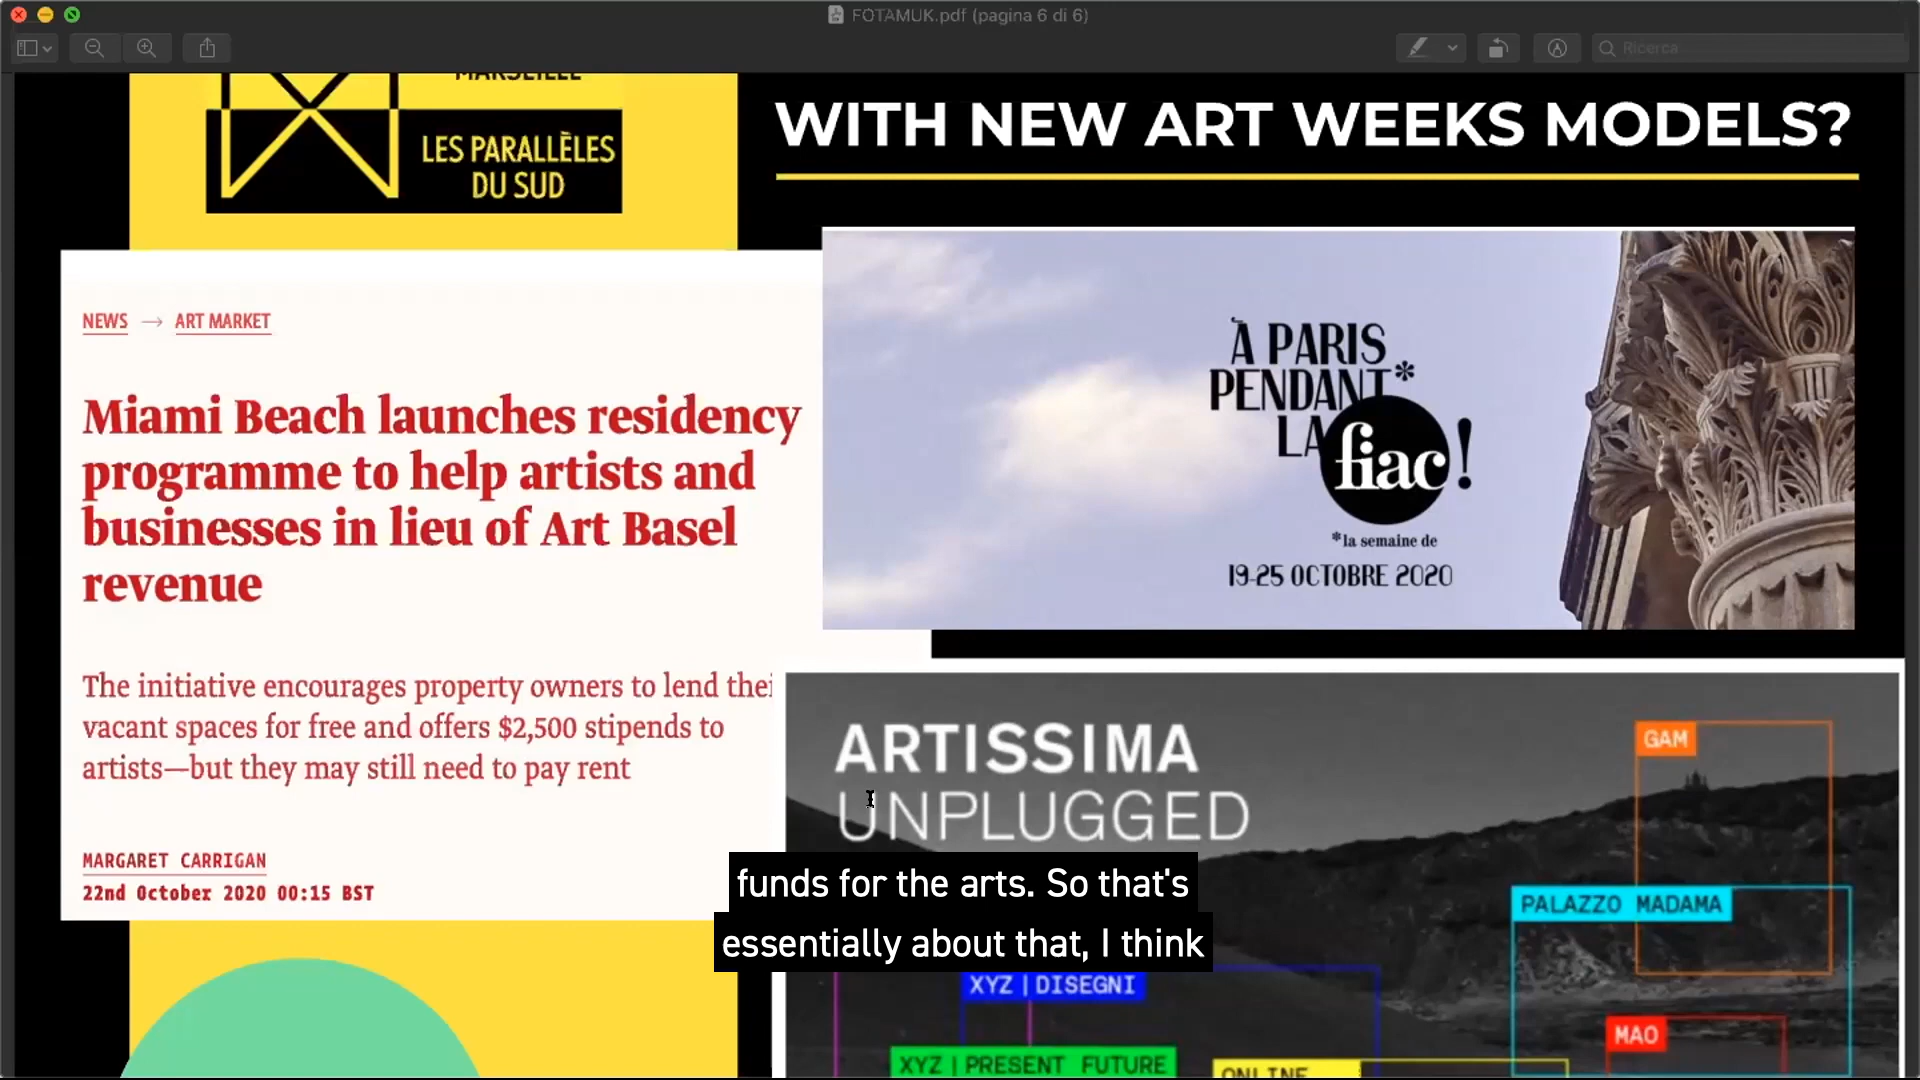 FOTAMUK.pdf (pagina 6 di 6)
Ricerca
MARSEILLE
LES PARALLÈLES
DU SUD
WITH NEW ART WEEKS MODELS?
NEWS → ART MARKET
Miami Beach launches residency
programme to help artists and
businesses in lieu of Art Basel
revenue
The initiative encourages property owners to lend thei
vacant spaces for free and offers $2,500 stipends to
artists—but they may still need to pay rent
MARGARET CARRIGAN
22nd October 2020 00:15 BST
À PARIS
PENDANT*
LA fiac!
*la semaine de
19-25 OCTOBRE 2020
ARTISSIMA
UNPLUGGED
GAM
PALAZZO MADAMA
funds for the arts. So that's
essentially about that, I think
XYZ | DISEGNI
MAO
XYZ | PRESENT FUTURE
ONLINE